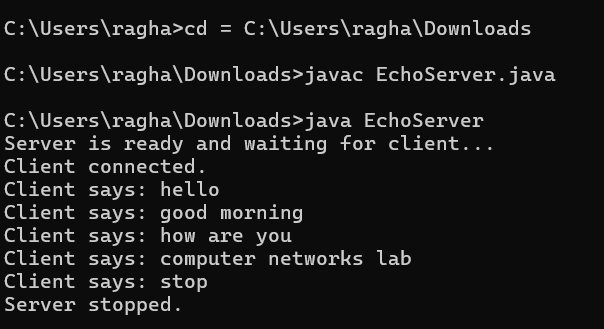 C:\Users\ragha>cd = C:\Users\ragha\Downloads
C:\Users\ragha\Downloads>javac EchoServer.java
C:\Users\ragha\Downloads>java EchoServer
Server is ready and waiting for client...
Client connected.
Client says: hello
Client says: good morning
Client says: how are you
Client says: computer networks lab
Client says: stop
Server stopped.